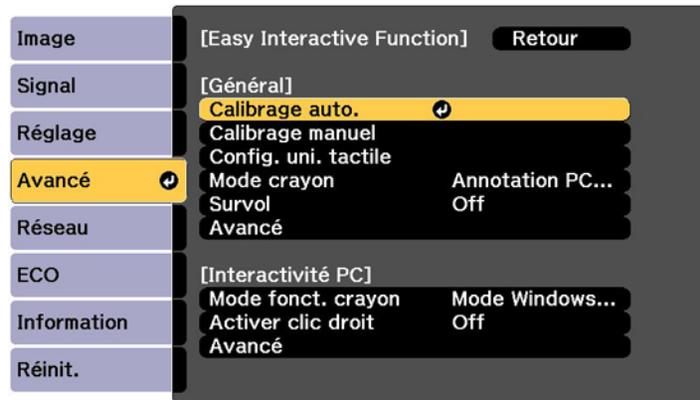 Image
Signal
Réglage
Avancé
Réseau
ECO
Information
Réinit.
[Easy Interactive Function] Retour
[Général]
Calibrage auto.
Calibrage manuel
Config. uni. tactile
Mode crayon Annotation PC...
Survol Off
Avancé
[Interactivité PC]
Mode fonct. crayon Mode Windows...
Activer clic droit Off
Avancé